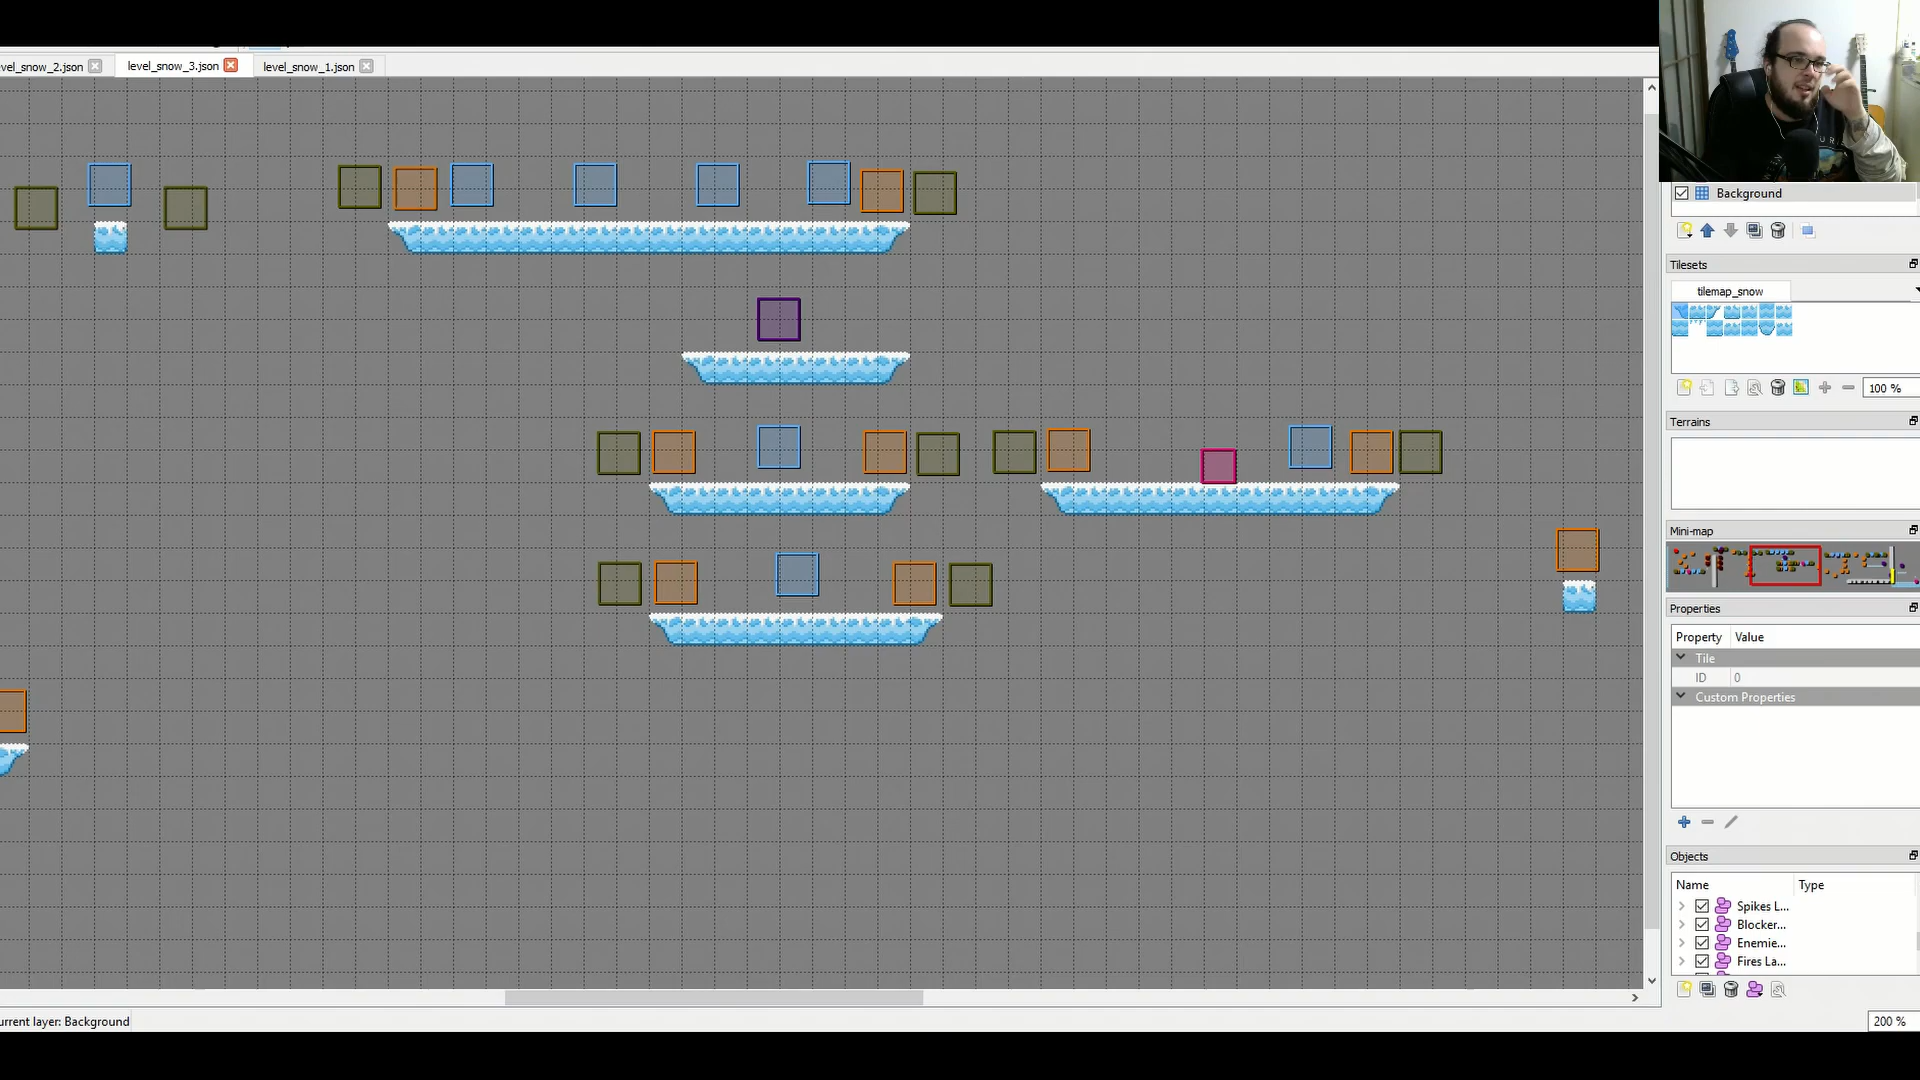 vel_snow_2.json
level_snow_3.json
level_snow_1.json
Background
Tilesets
tilemap_snow
100 %
Terrains
Mini-map
Properties
Property Value
Tile
ID 0
Custom Properties
Objects
Name Type
Spikes L...
Blocker...
Enemie...
Fires La...
urrent layer: Background
200 %